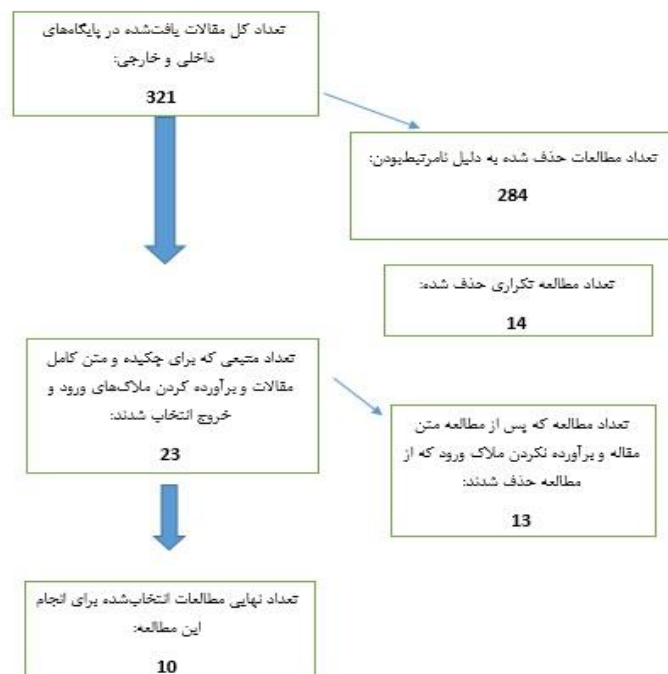 تعداد کل مقالات یافت‌شده در پایگاه‌های
داخلی و خارجی:
321
تعداد مطالعات حذف شده به دلیل نامرتبط‌بودن:
284
تعداد مطالعه تکراری حذف شده:
14
تعداد منبعی که برای چکیده و متن کامل
مقالات و برآورده کردن ملاک‌های ورود و
خروج انتخاب شدند:
23
تعداد مطالعه که پس از مطالعه متن
مقاله و برآورده نکردن ملاک ورود که از
مطالعه حذف شدند:
13
تعداد نهایی مطالعات انتخاب‌شده برای انجام
این مطالعه:
10